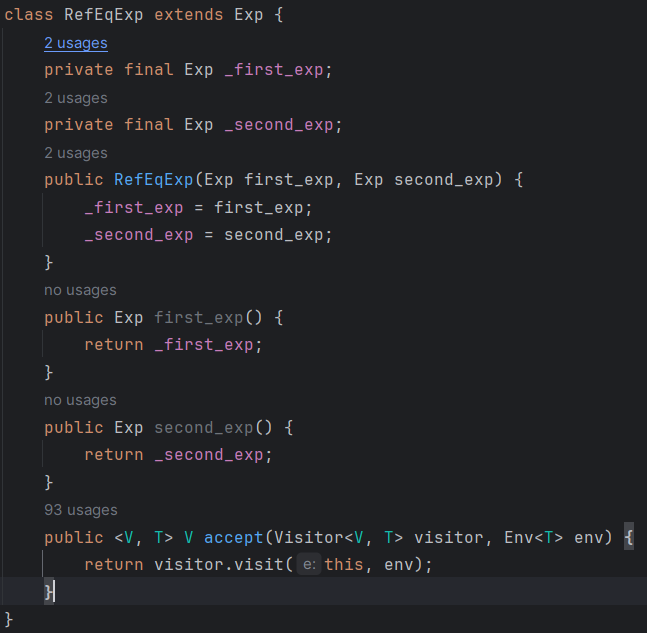 class RefEqExp extends Exp {
2 usages
private final Exp _first_exp;
2 usages
private final Exp _second_exp;
2 usages
public RefEqExp(Exp first_exp, Exp second_exp) {
_first_exp = first_exp;
_second_exp = second_exp;
}
no usages
public Exp first_exp() {
return _first_exp;
}
no usages
public Exp second_exp() {
return _second_exp;
}
93 usages
public <V, T> V accept(Visitor<V, T> visitor, Env<T> env) {
return visitor.visit( e: this, env);
}
}